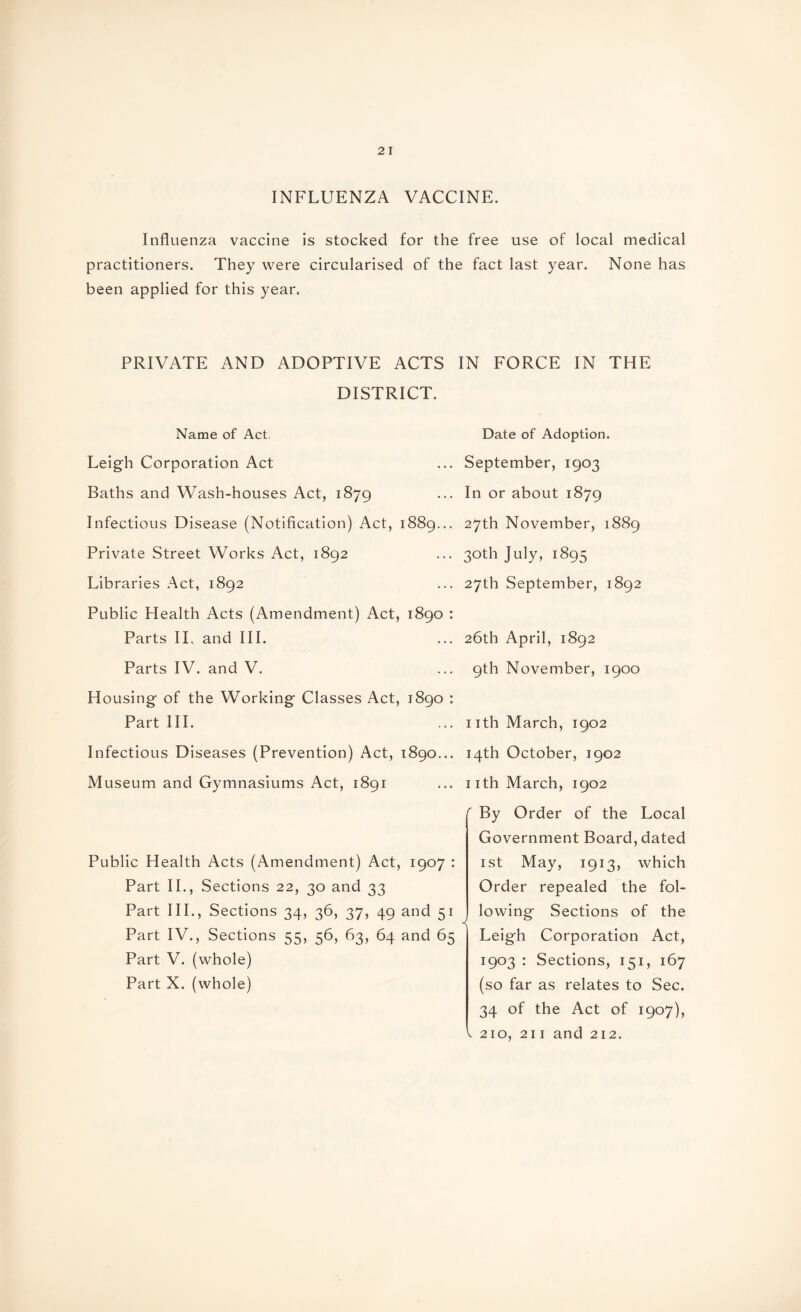 21
INFLUENZA VACCINE.
Influenza vaccine is stocked for the free use of local medical
practitioners. They were circularised of the fact last year. None has
been applied for this year.
PRIVATE AND ADOPTIVE ACTS IN FORCE IN THE
DISTRICT.
Name of Act. Date of Adoption.
Leigh Corporation Act ... September, 1903
Baths and Wash-houses Act, 1879 ... In or about 1879
Infectious Disease (Notification) Act, 1889... 27th November, 1889
Private Street Works Act, 1892 ... 30th July, 1895
Libraries Act, 1892 ... 27th September, 1892
Public Health Acts (Amendment) Act, 1890 :
Parts II. and III. ... 26th April, 1892
Parts IV. and V. ... 9th November, 1900
Housing of the Working Classes Act, 1890 :
Part III. ... 11th March, 1902
Infectious Diseases (Prevention) Act, 1890... 14th October, 1902
Museum and Gymnasiums Act, 1891 ... 11th March, 1902
Public Health Acts (Amendment) Act, 1907 :
Part II., Sections 22, 30 and 33
Part III., Sections 34, 36, 37, 49 and 51
Part IV., Sections 55, 56, 63, 64 and 65
Part V. (whole)
Part X. (whole)
By Order of the Local
Government Board, dated
1st May, 1913, which
Order repealed the fol-
lowing Sections of the
Leigh Corporation Act,
1903 : Sections, 151, 167
(so far as relates to Sec.
34 of the Act of 1907),
210, 211 and 212.